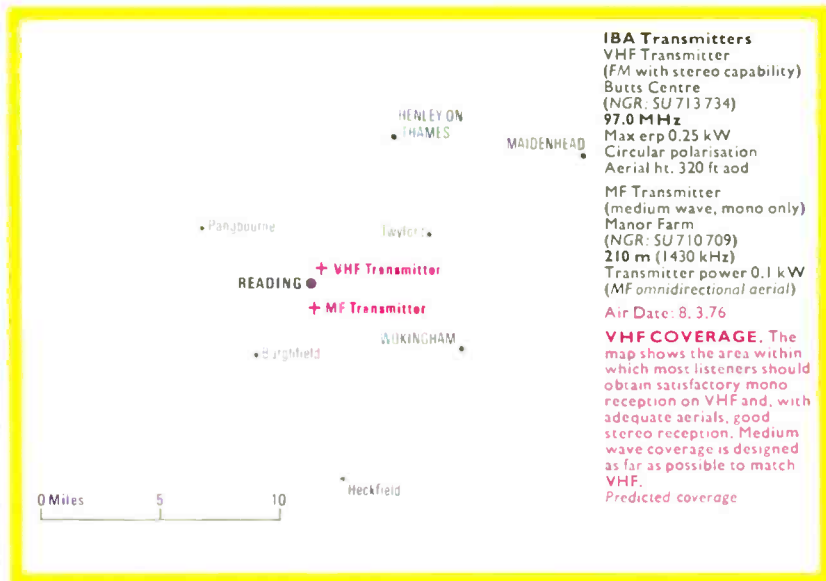 IBA Transmitters
VHF Transmitter
(FM with stereo capability)
Butts Centre
(NGR: SU 713 734)
97.0 MHz
Max erp 0.25 kW
Circular polarisation
Aerial ht. 320 ft aod
MF Transmitter
(medium wave, mono only)
Manor Farm
(NGR: SU 710 709)
210 m (1430 kHz)
Transmitter power 0.1 kW
(MF omnidirectional aerial)
Air Date: 8.3.76
VHF COVERAGE. The
map shows the area within
which most listeners should
obtain satisfactory mono
reception on VHF and, with
adequate aerials, good
stereo reception. Medium
wave coverage is designed
as far as possible to match
VHF.
Predicted coverage
HENLEY ON
THAMES
MAIDENHEAD
Pangbourne
Twyford
VHF Transmitter
READING
MF Transmitter
WOKINGHAM
Burghfield
Heckfield
0 Miles 5 10